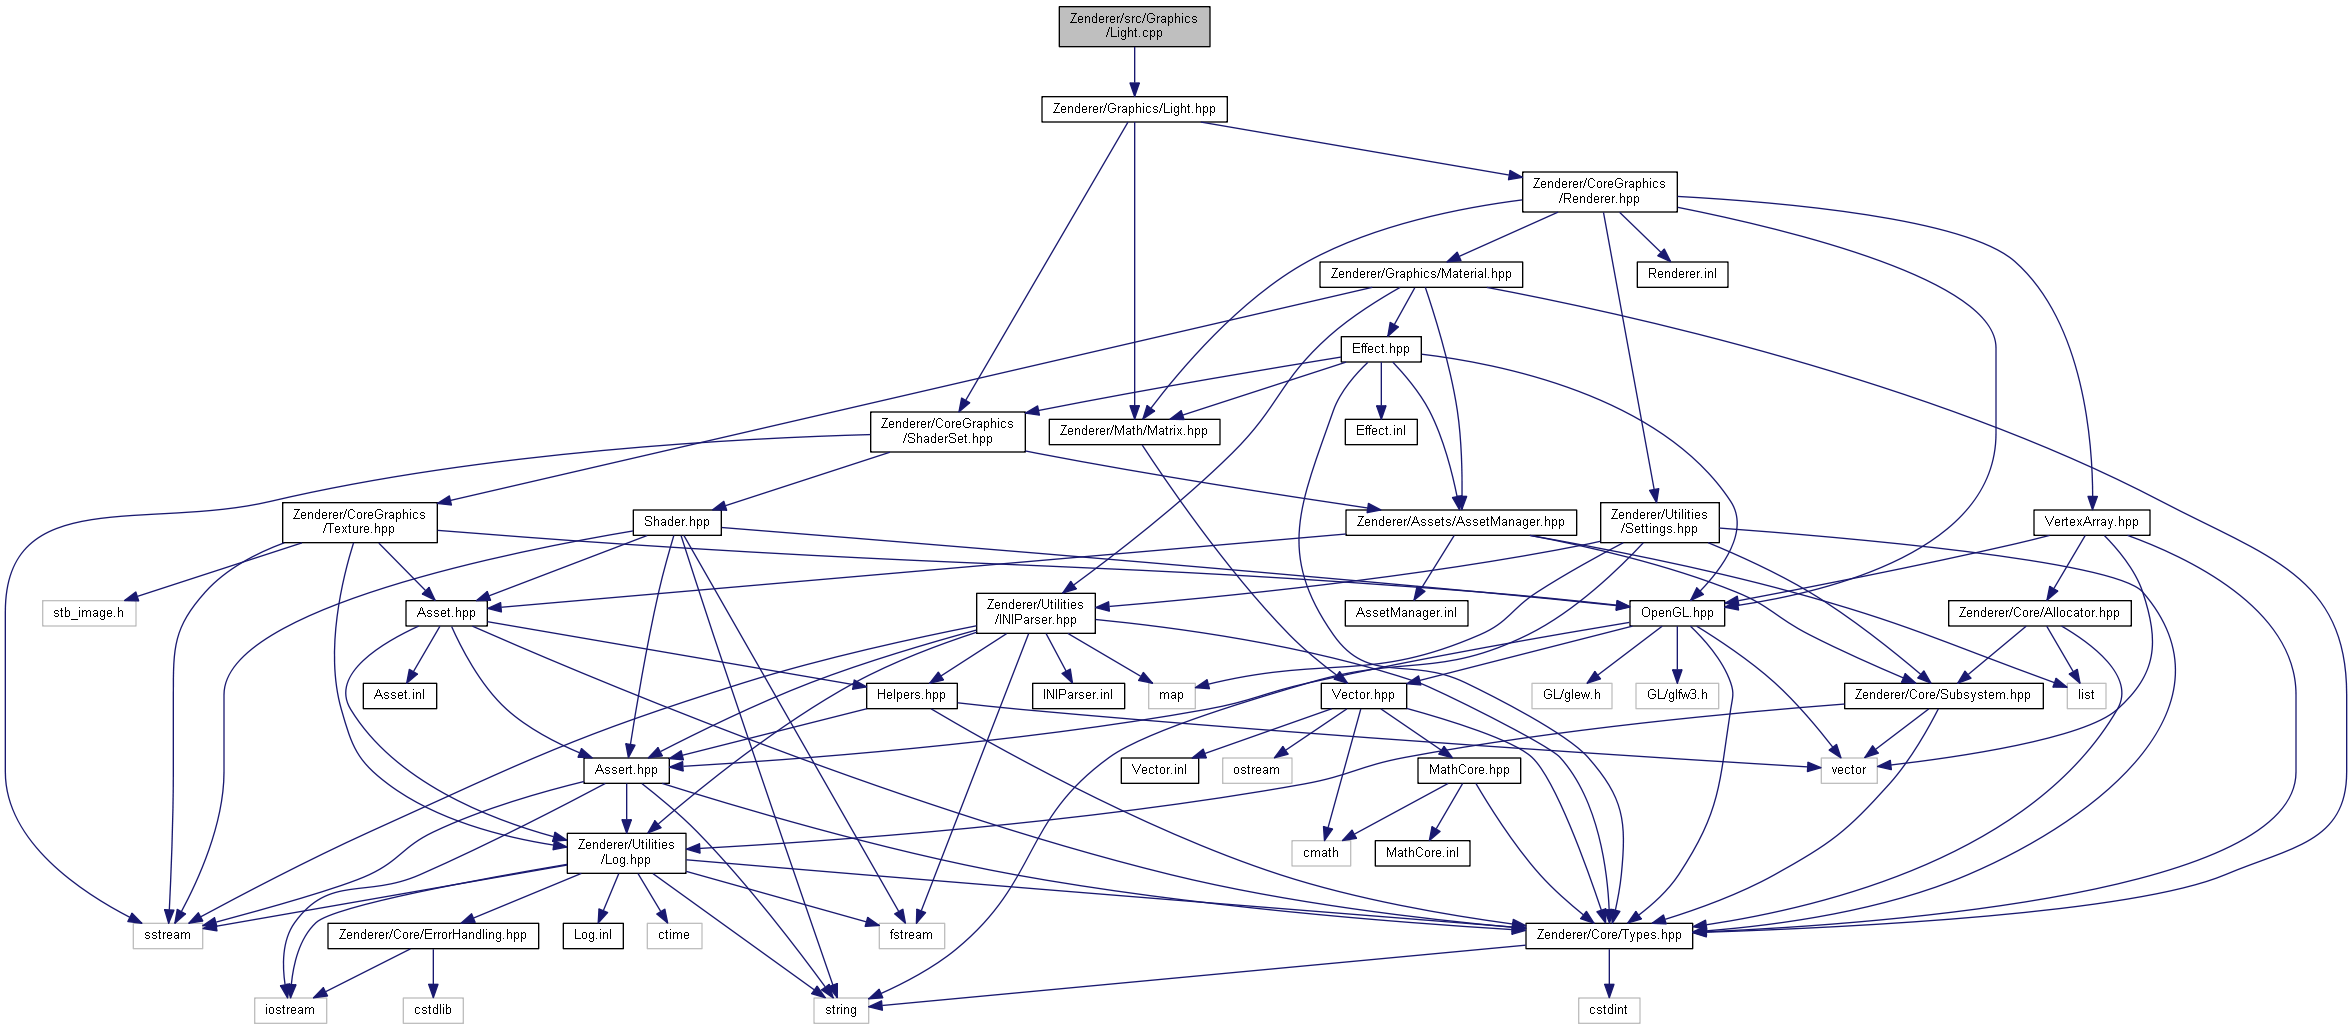 Zenderer/src/Graphics
/Light.cpp
Zenderer/Graphics/Light.hpp
Zenderer/CoreGraphics
/Renderer.hpp
Zenderer/Graphics/Material.hpp
Renderer.inl
Effect.hpp
Zenderer/CoreGraphics
/ShaderSet.hpp
Zenderer/Math/Matrix.hpp
Effect.inl
Zenderer/CoreGraphics
/Texture.hpp
Shader.hpp
Zenderer/Assets/AssetManager.hpp
Zenderer/Utilities
/Settings.hpp
VertexArray.hpp
stb_image.h
Asset.hpp
Zenderer/Utilities
/INIParser.hpp
AssetManager.inl
OpenGL.hpp
Zenderer/Core/Allocator.hpp
Asset.inl
Helpers.hpp
INIParser.inl
map
Vector.hpp
GL/glew.h
GL/glfw3.h
Zenderer/Core/Subsystem.hpp
list
Assert.hpp
Vector.inl
ostream
MathCore.hpp
vector
Zenderer/Utilities
/Log.hpp
cmath
MathCore.inl
sstream
Zenderer/Core/ErrorHandling.hpp
Log.inl
ctime
fstream
Zenderer/Core/Types.hpp
iostream
cstdlib
string
cstdint